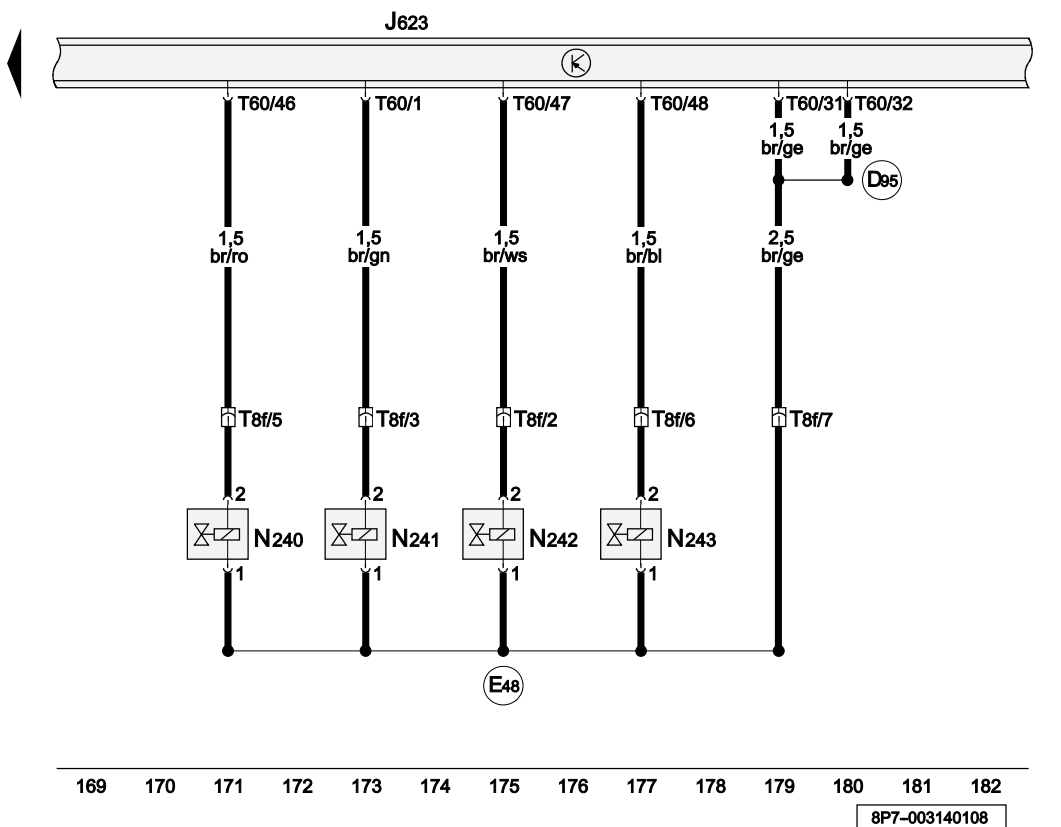 J623
T60/46
T60/1
T60/47
T60/48
T60/31
T60/32
1,5
br/ge
1,5
br/ge
D95
1,5
br/ro
1,5
br/gn
1,5
br/ws
1,5
br/bl
2,5
br/ge
T8f/5
T8f/3
T8f/2
T8f/6
T8f/7
2
2
2
2
N240
N241
N242
N243
1
1
1
1
E48
169 170 171 172 173 174 175 176 177 178 179 180 181 182
8P7-003140108